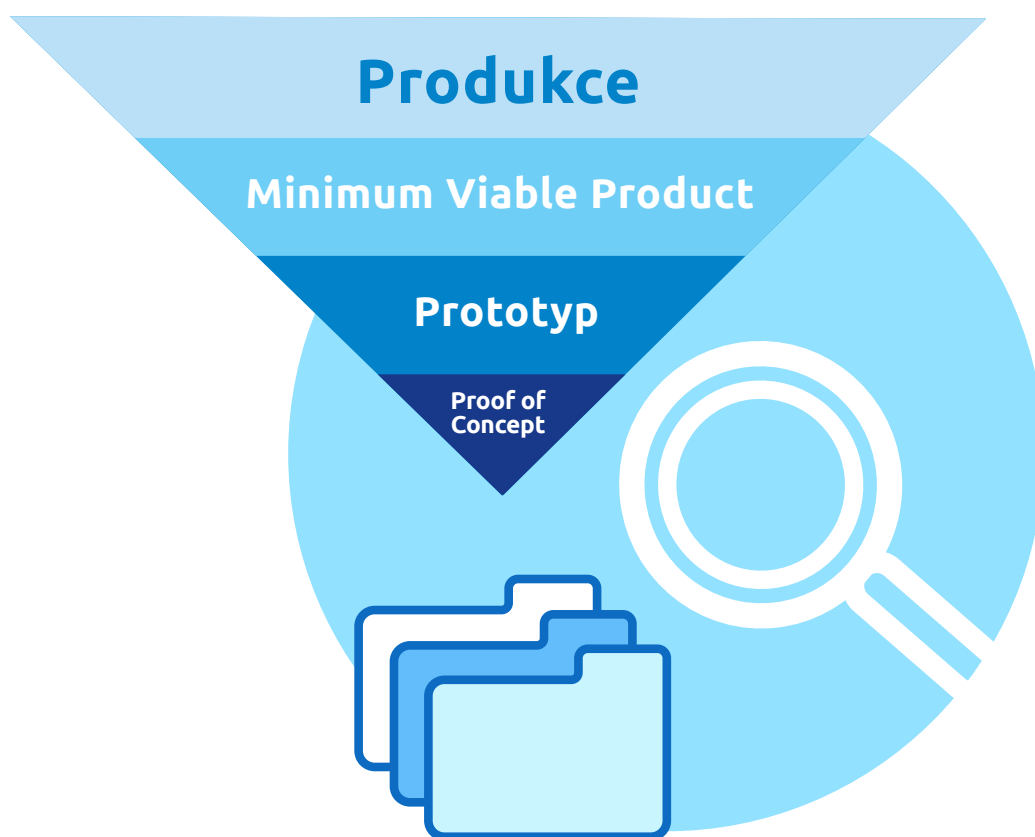 Produkce
Minimum Viable Product
Prototyp
Proof of
Concept